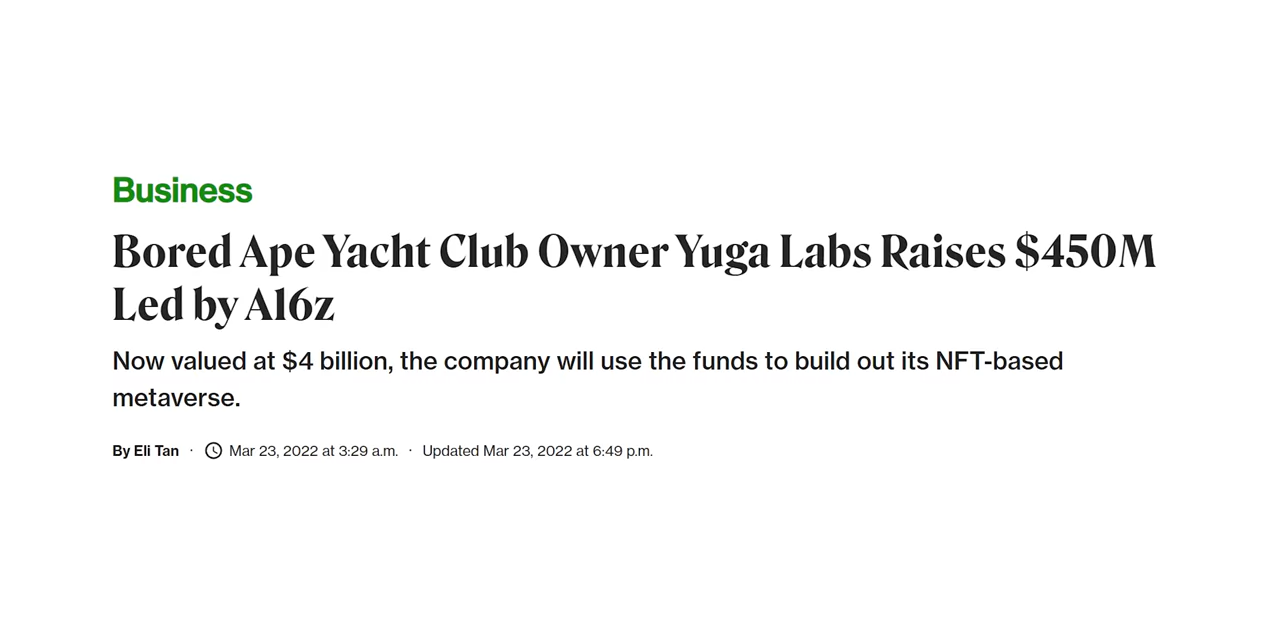 Business
Bored Ape Yacht Club Owner Yuga Labs Raises $450M
Led by A16z
Now valued at $4 billion, the company will use the funds to build out its NFT-based
metaverse.
By Eli Tan · Mar 23, 2022 at 3:29 a.m. · Updated Mar 23, 2022 at 6:49 p.m.